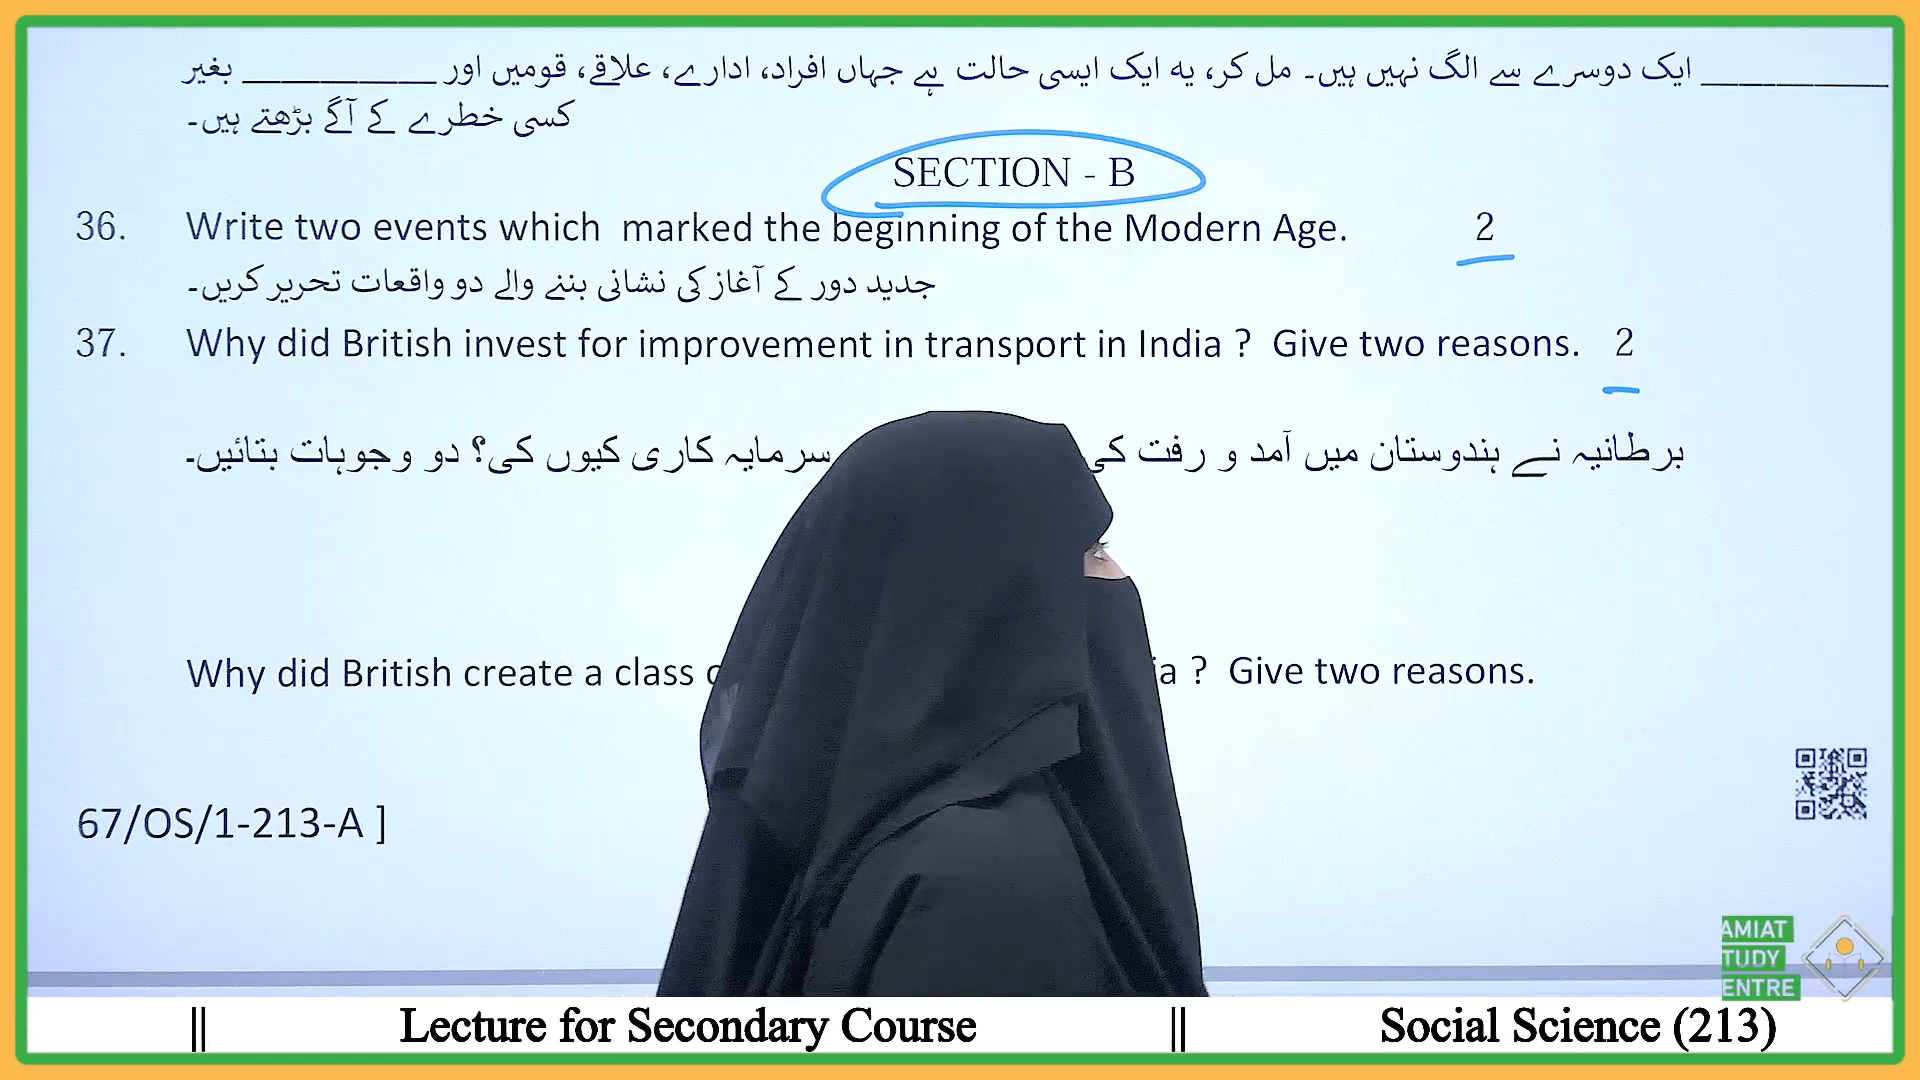 ایک دوسرے سے الگ نہیں ہیں۔ مل کر، یہ ایک ایسی حالت ہے جہاں افراد، ادارے، علاقے، قومیں اور __________ بغیر
کسی خطرے کے آگے بڑھتے ہیں۔
SECTION - B
36. Write two events which marked the beginning of the Modern Age. 2
جدید دور کے آغاز کی نشانی بننے والے دو واقعات تحریر کریں۔
37. Why did British invest for improvement in transport in India ? Give two reasons. 2
برطانیہ نے ہندوستان میں آمد و رفت کی سرمایہ کاری کیوں کی؟ دو وجوہات بتائیں۔
Why did British create a class ? Give two reasons.
67/OS/1-213-A ]
AMIAT
TUDY
ENTRE
|| Lecture for Secondary Course || Social Science (213)